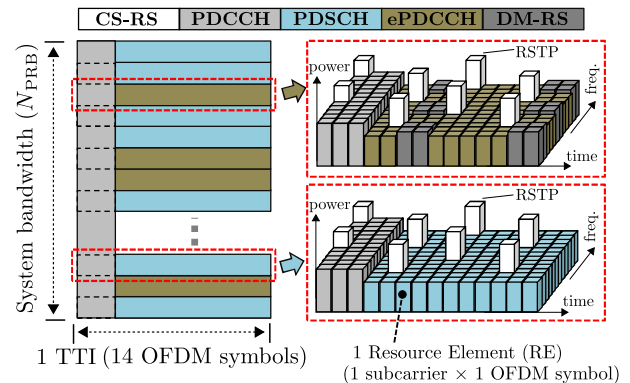 CS-RS PDCCH PDSCH ePDCCH DM-RS
System bandwidth (N_PRB)
1 TTI (14 OFDM symbols)
power
RSTP
freq.
time
power
RSTP
freq.
time
1 Resource Element (RE)
(1 subcarrier × 1 OFDM symbol)